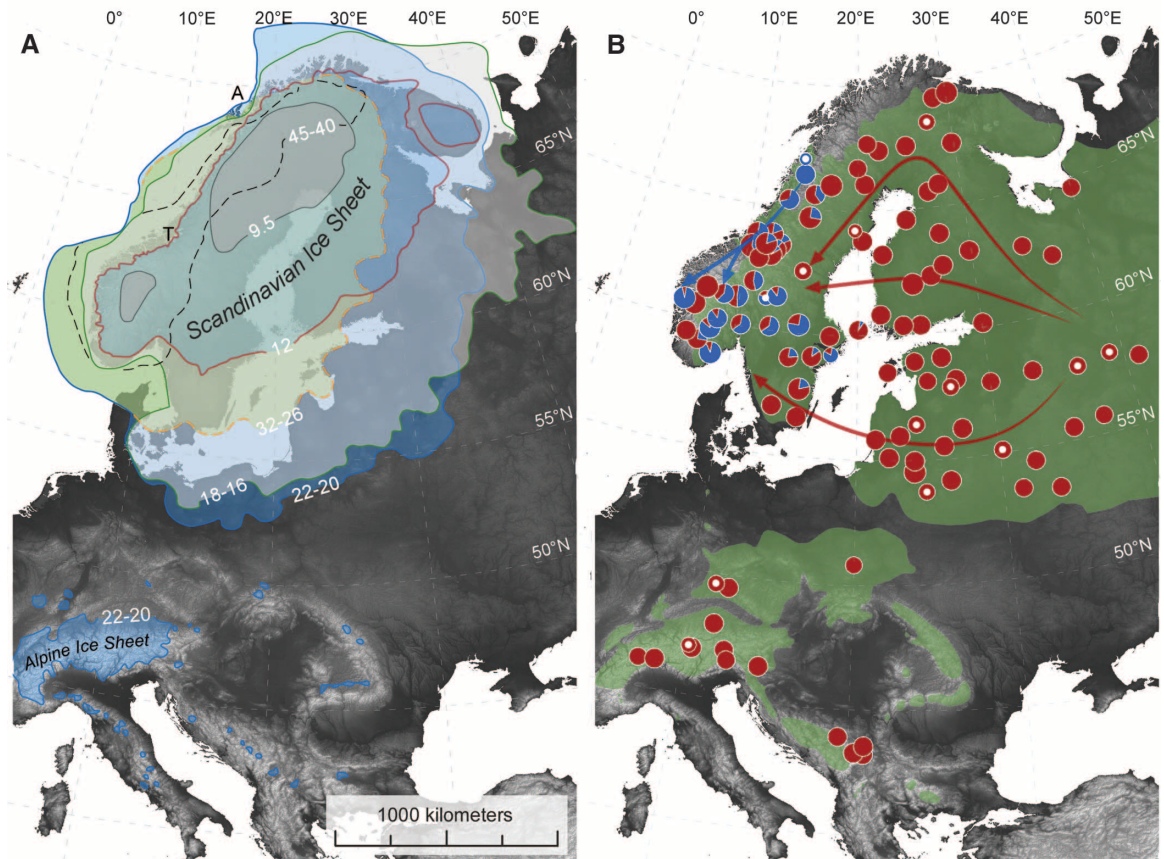 0° 10°E 20°E 30°E 40°E 50°E
A
A
45-40
65°N
T
9.5
Scandinavian Ice Sheet
60°N
12
32-26
55°N
18-16
22-20
50°N
22-20
Alpine Ice Sheet
1000 kilometers
0° 10°E 20°E 30°E 40°E 50°E
B
65°N
60°N
55°N
50°N